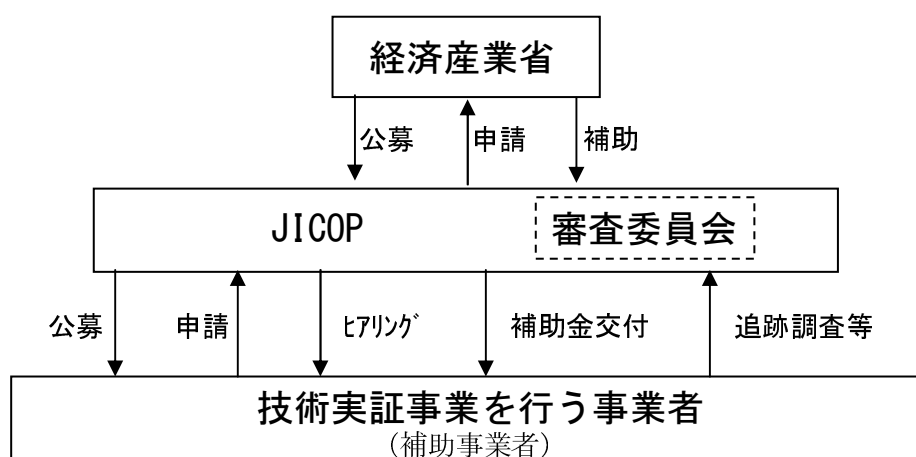 経済産業省
公募
申請
補助
JICOP
審査委員会
公募
申請
ﾋｱﾘﾝｸﾞ
補助金交付
追跡調査等
技術実証事業を行う事業者
（補助事業者）